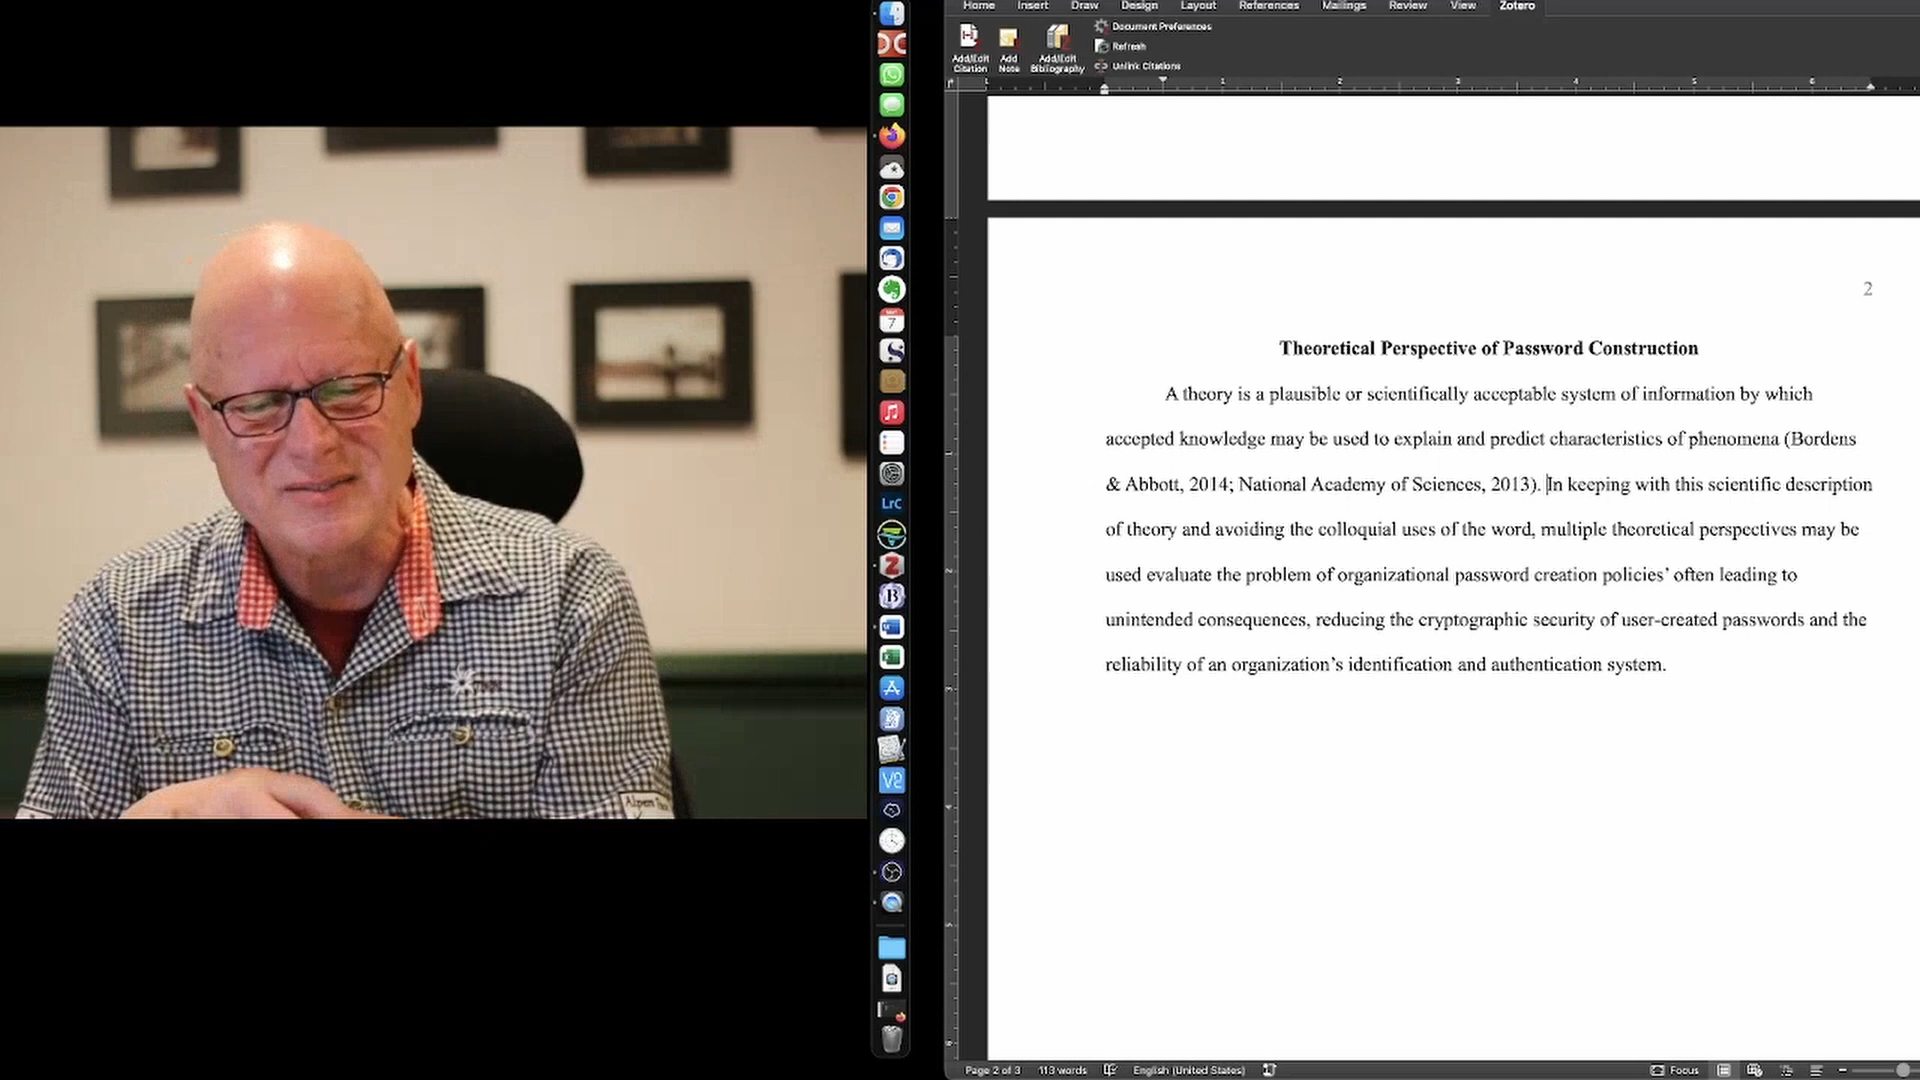 Home Insert Draw Design Layout References Mailings Review View Zotero
Add/Edit Citation
Add Note
Add/Edit Bibliography
Document Preferences
Refresh
Unlink Citations
2
Theoretical Perspective of Password Construction
A theory is a plausible or scientifically acceptable system of information by which
accepted knowledge may be used to explain and predict characteristics of phenomena (Bordens
& Abbott, 2014; National Academy of Sciences, 2013). In keeping with this scientific description
of theory and avoiding the colloquial uses of the word, multiple theoretical perspectives may be
used evaluate the problem of organizational password creation policies’ often leading to
unintended consequences, reducing the cryptographic security of user-created passwords and the
reliability of an organization’s identification and authentication system.
Page 2 of 3 113 words English (United States) Focus
LrC
7
Alpen